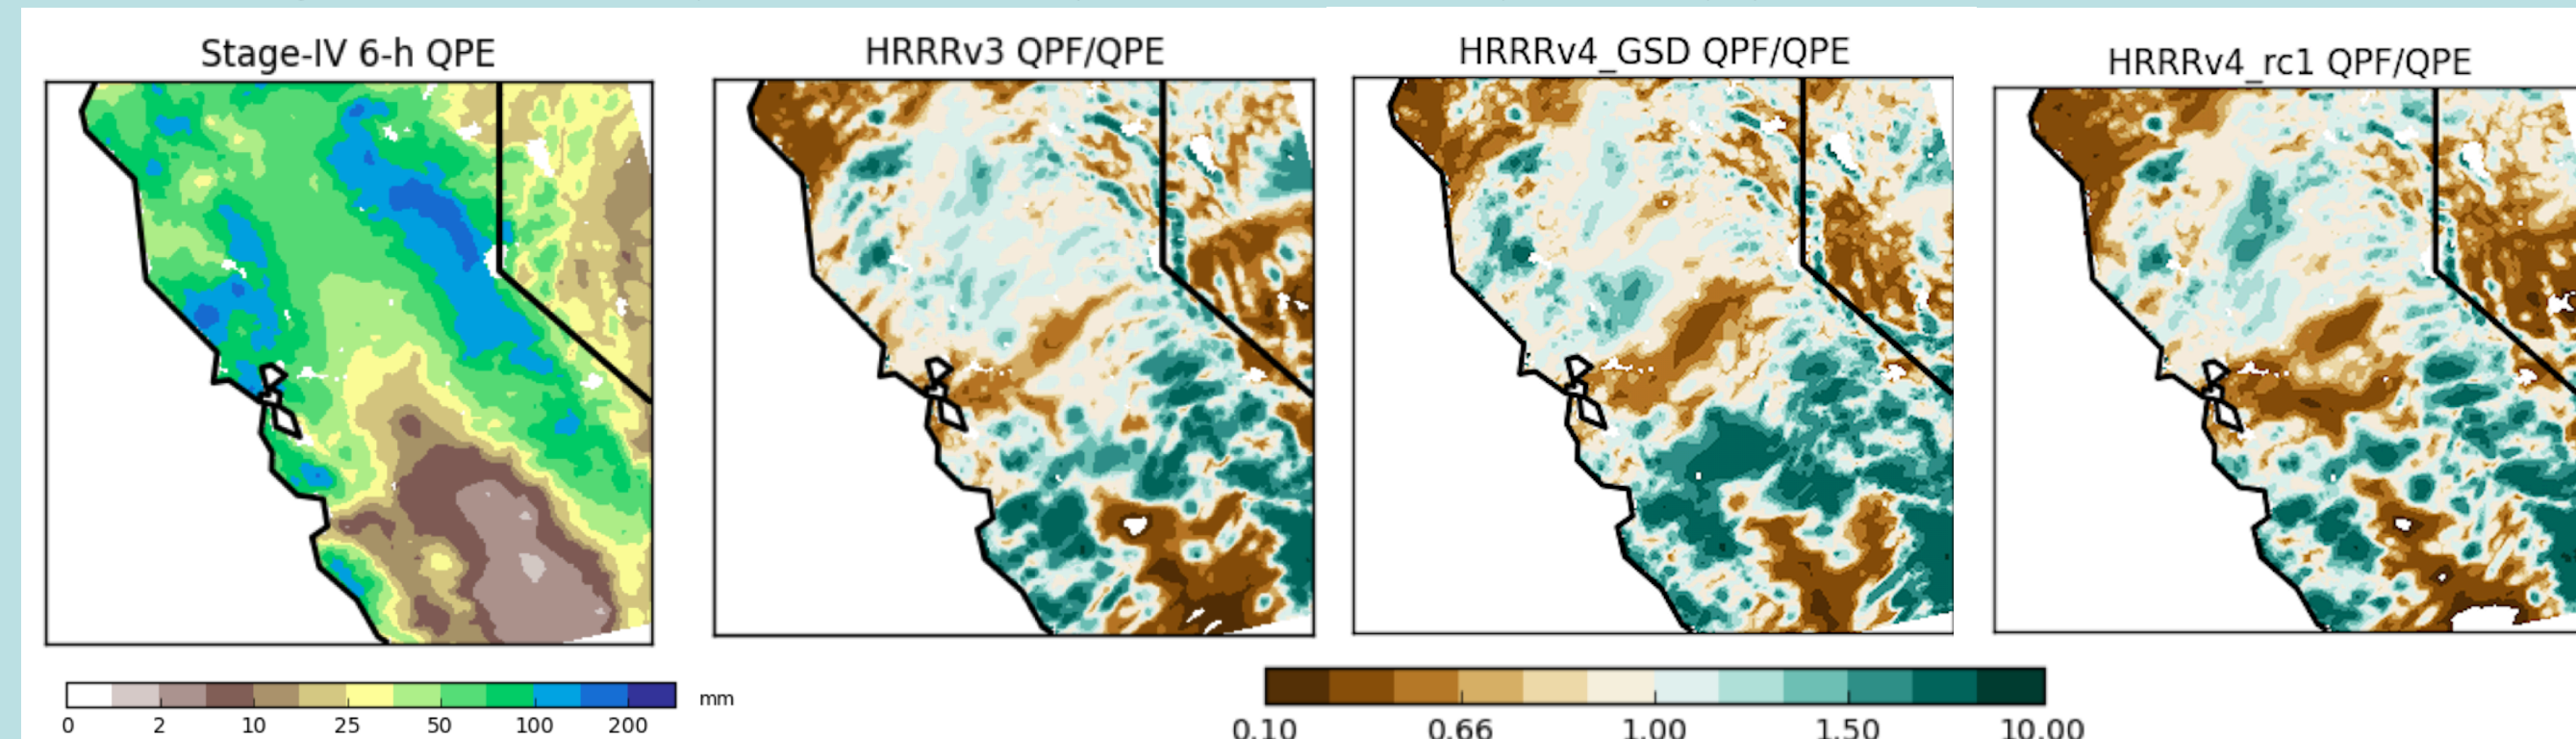 Stage-IV 6-h QPE
HRRRv3 QPF/QPE
HRRRv4_GSD QPF/QPE
HRRRv4_rc1 QPF/QPE
0 2 10 25 50 100 200 mm
0.10 0.66 1.00 1.50 10.00